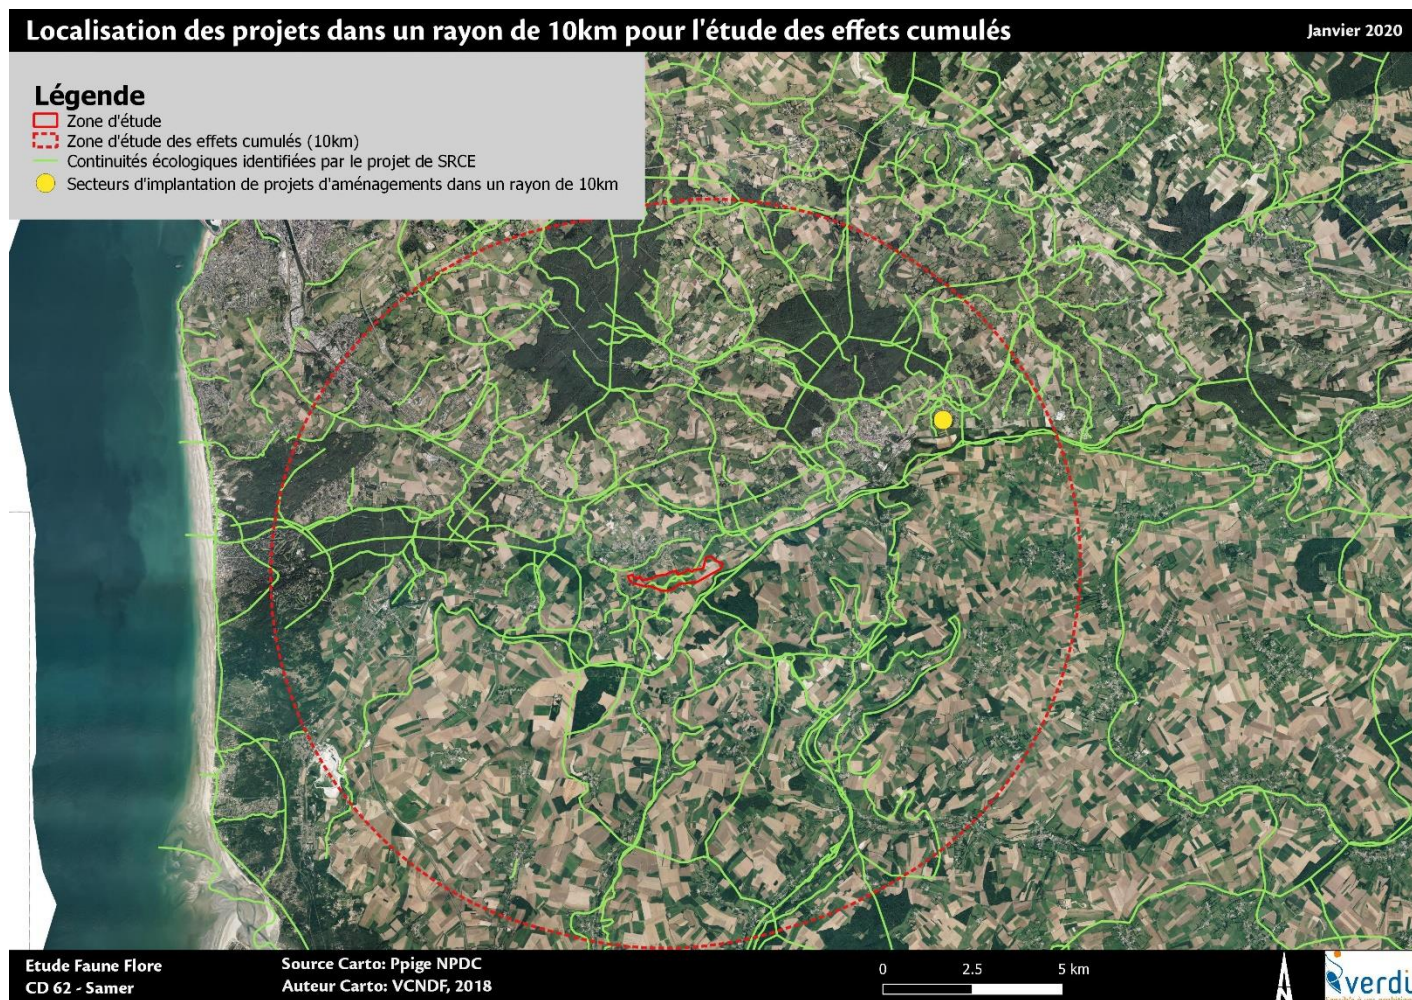 Localisation des projets dans un rayon de 10km pour l'étude des effets cumulés
Janvier 2020
Légende
Zone d'étude
Zone d'étude des effets cumulés (10km)
Continuités écologiques identifiées par le projet de SRCE
Secteurs d'implantation de projets d'aménagements dans un rayon de 10km
Etude Faune Flore
CD 62 - Samer
Source Carto: Ppige NPDC
Auteur Carto: VCNDF, 2018
0 2.5 5 km
N
verdi